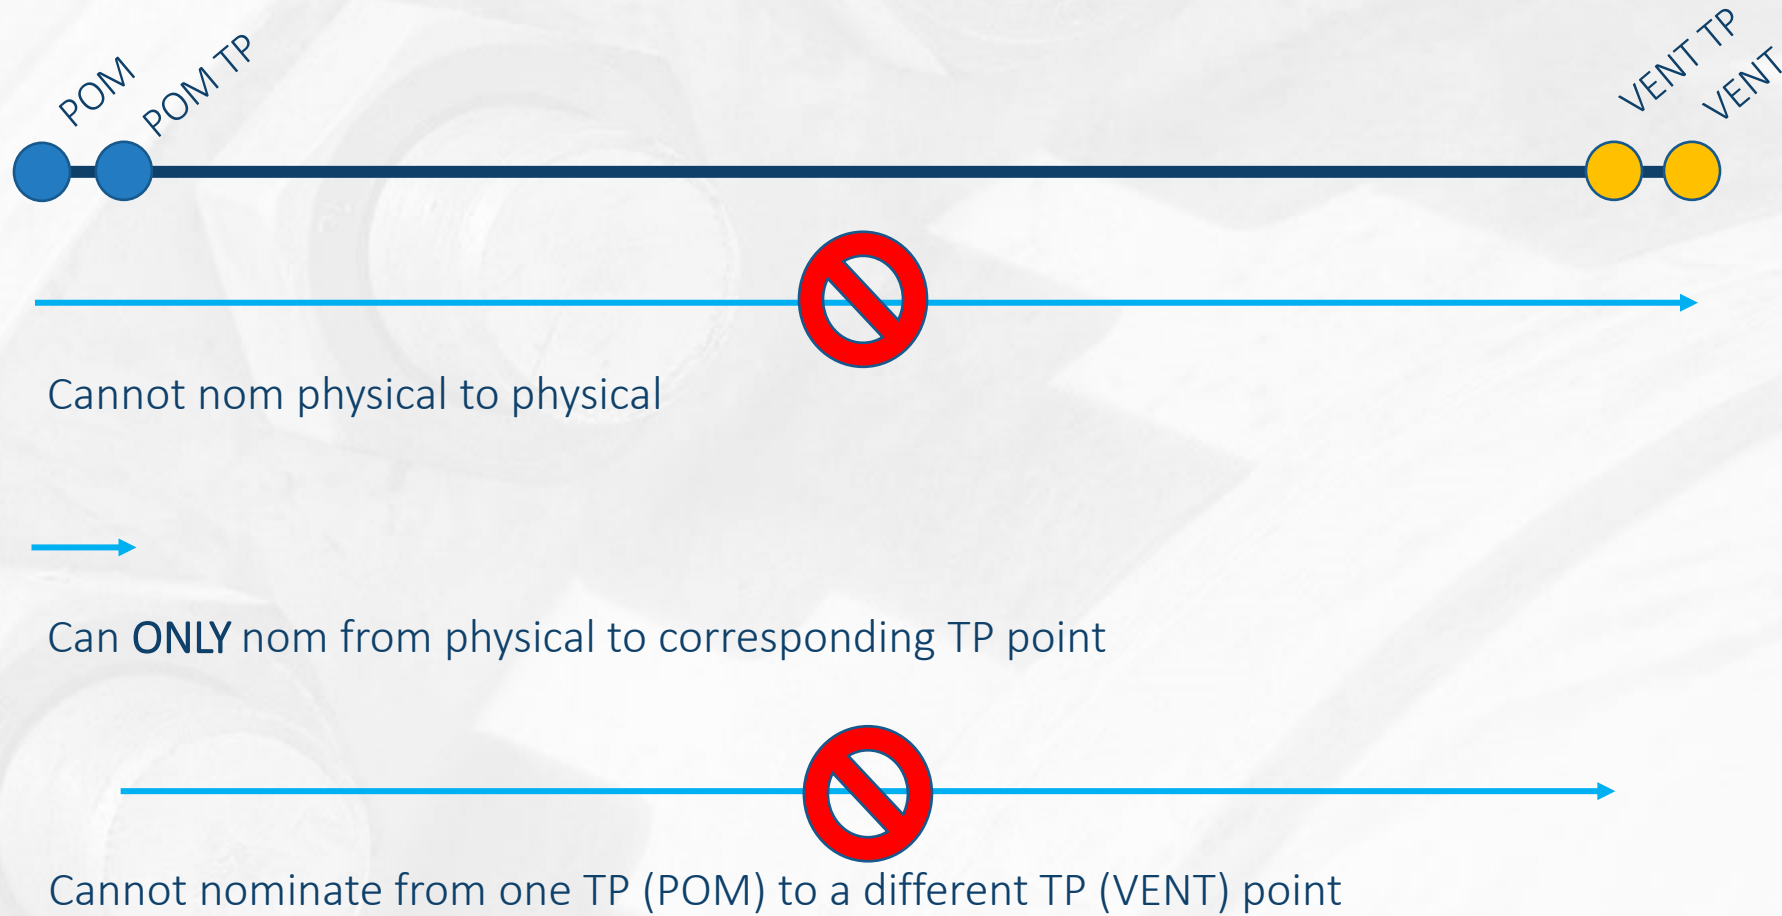 POM
POM TP
VENT TP
VENT
Cannot nom physical to physical
Can ONLY nom from physical to corresponding TP point
Cannot nominate from one TP (POM) to a different TP (VENT) point